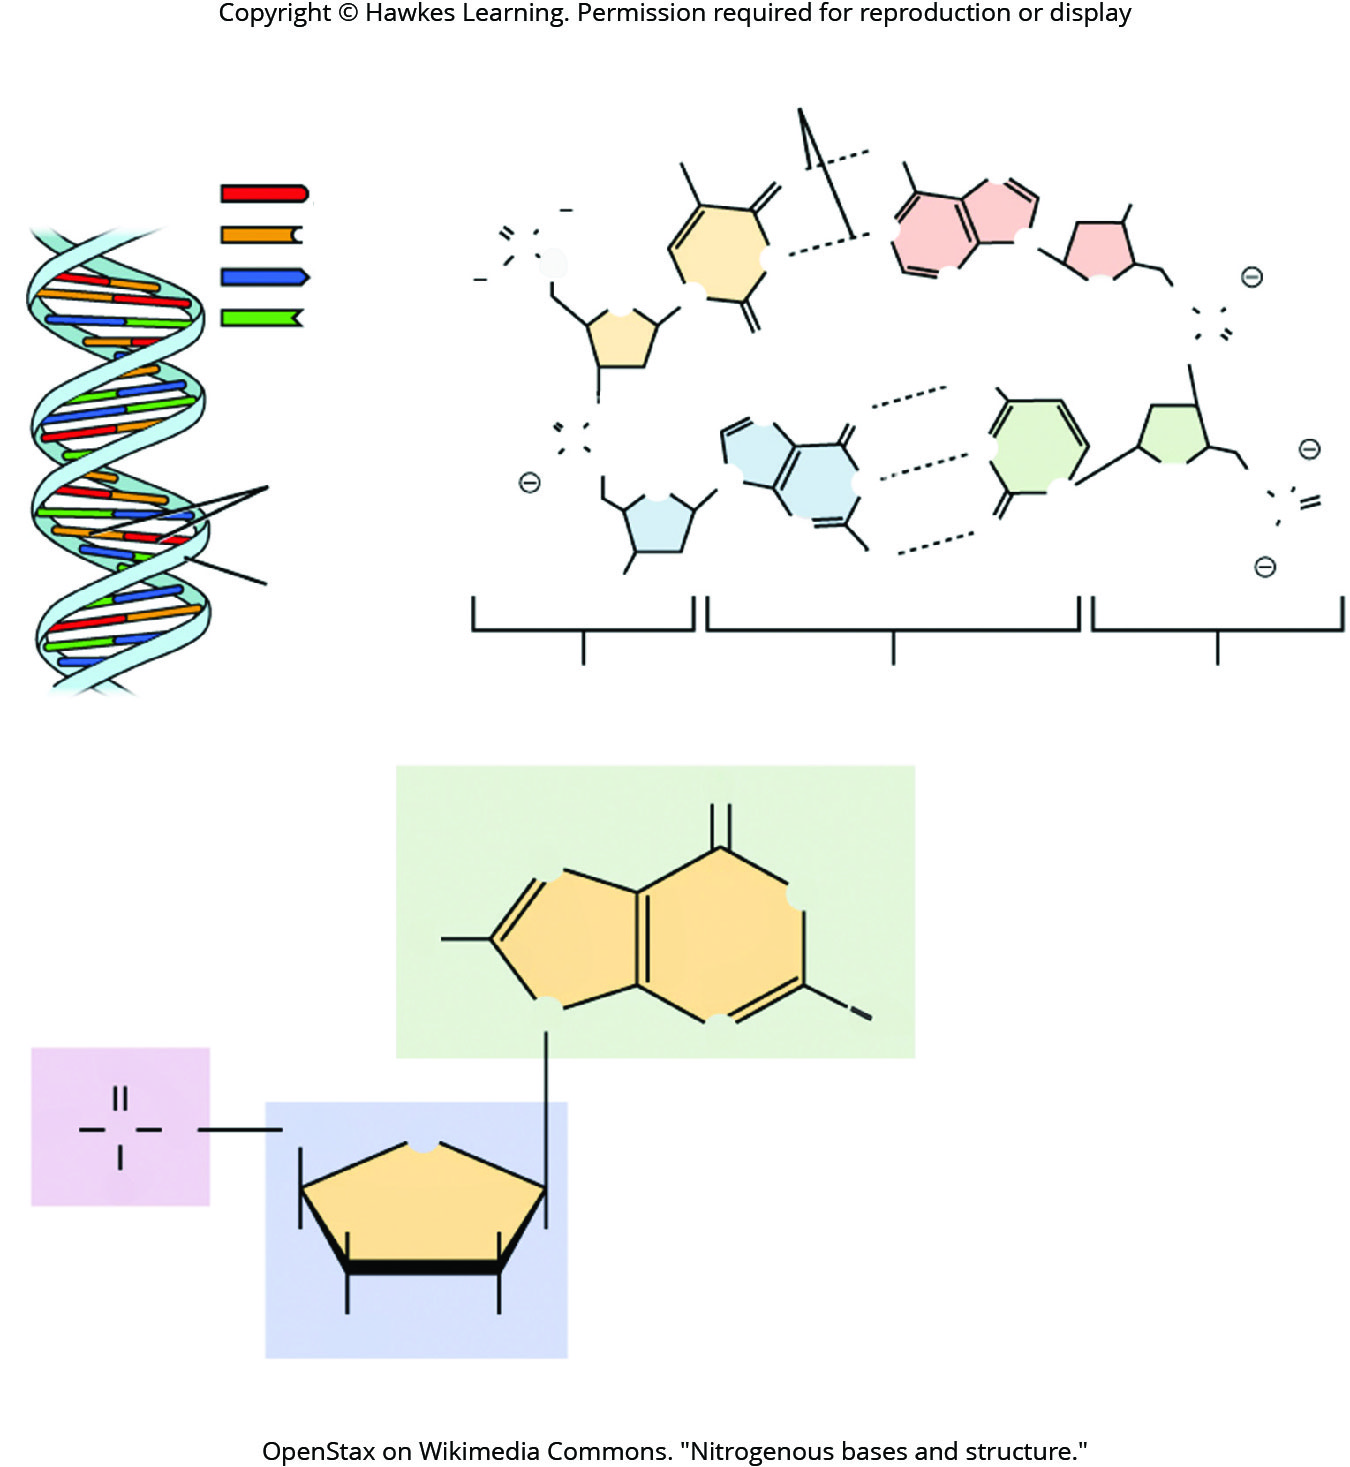 Copyright © Hawkes Learning. Permission required for reproduction or display
OpenStax on Wikimedia Commons. "Nitrogenous bases and structure."